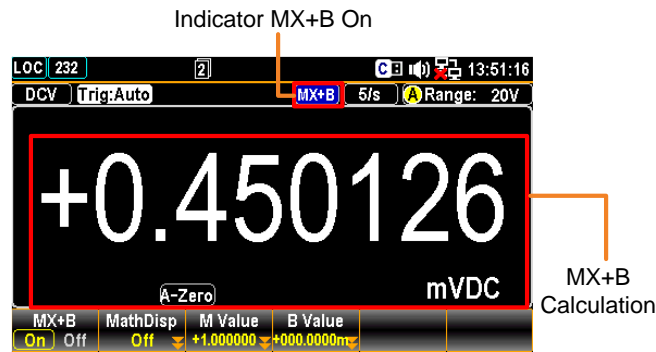 Indicator MX+B On
LOC 232 2 C 13:51:16
DCV Trig:Auto MX+B 5/s A Range: 20V
+0.450126
A-Zero mVDC
MX+B
Calculation
MX+B MathDisp M Value B Value
On Off Off +1.000000 +000.0000m